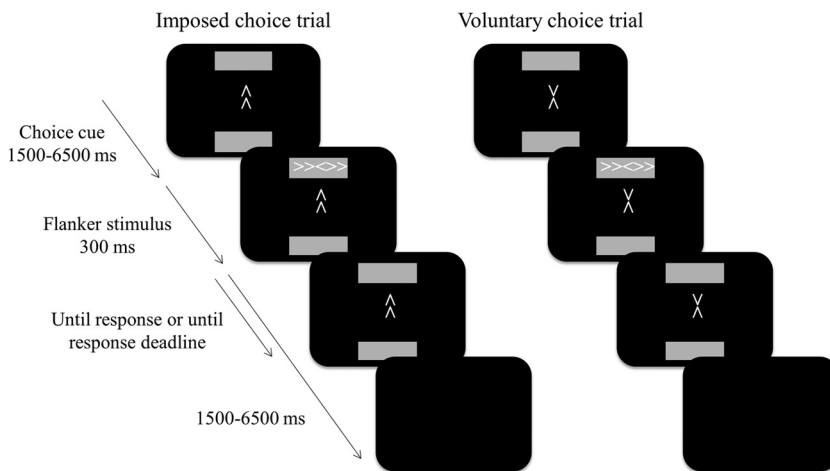 Imposed choice trial
Voluntary choice trial
Choice cue
1500-6500 ms
>><>>
>><>>
Flanker stimulus
300 ms
Until response or until
response deadline
1500-6500 ms